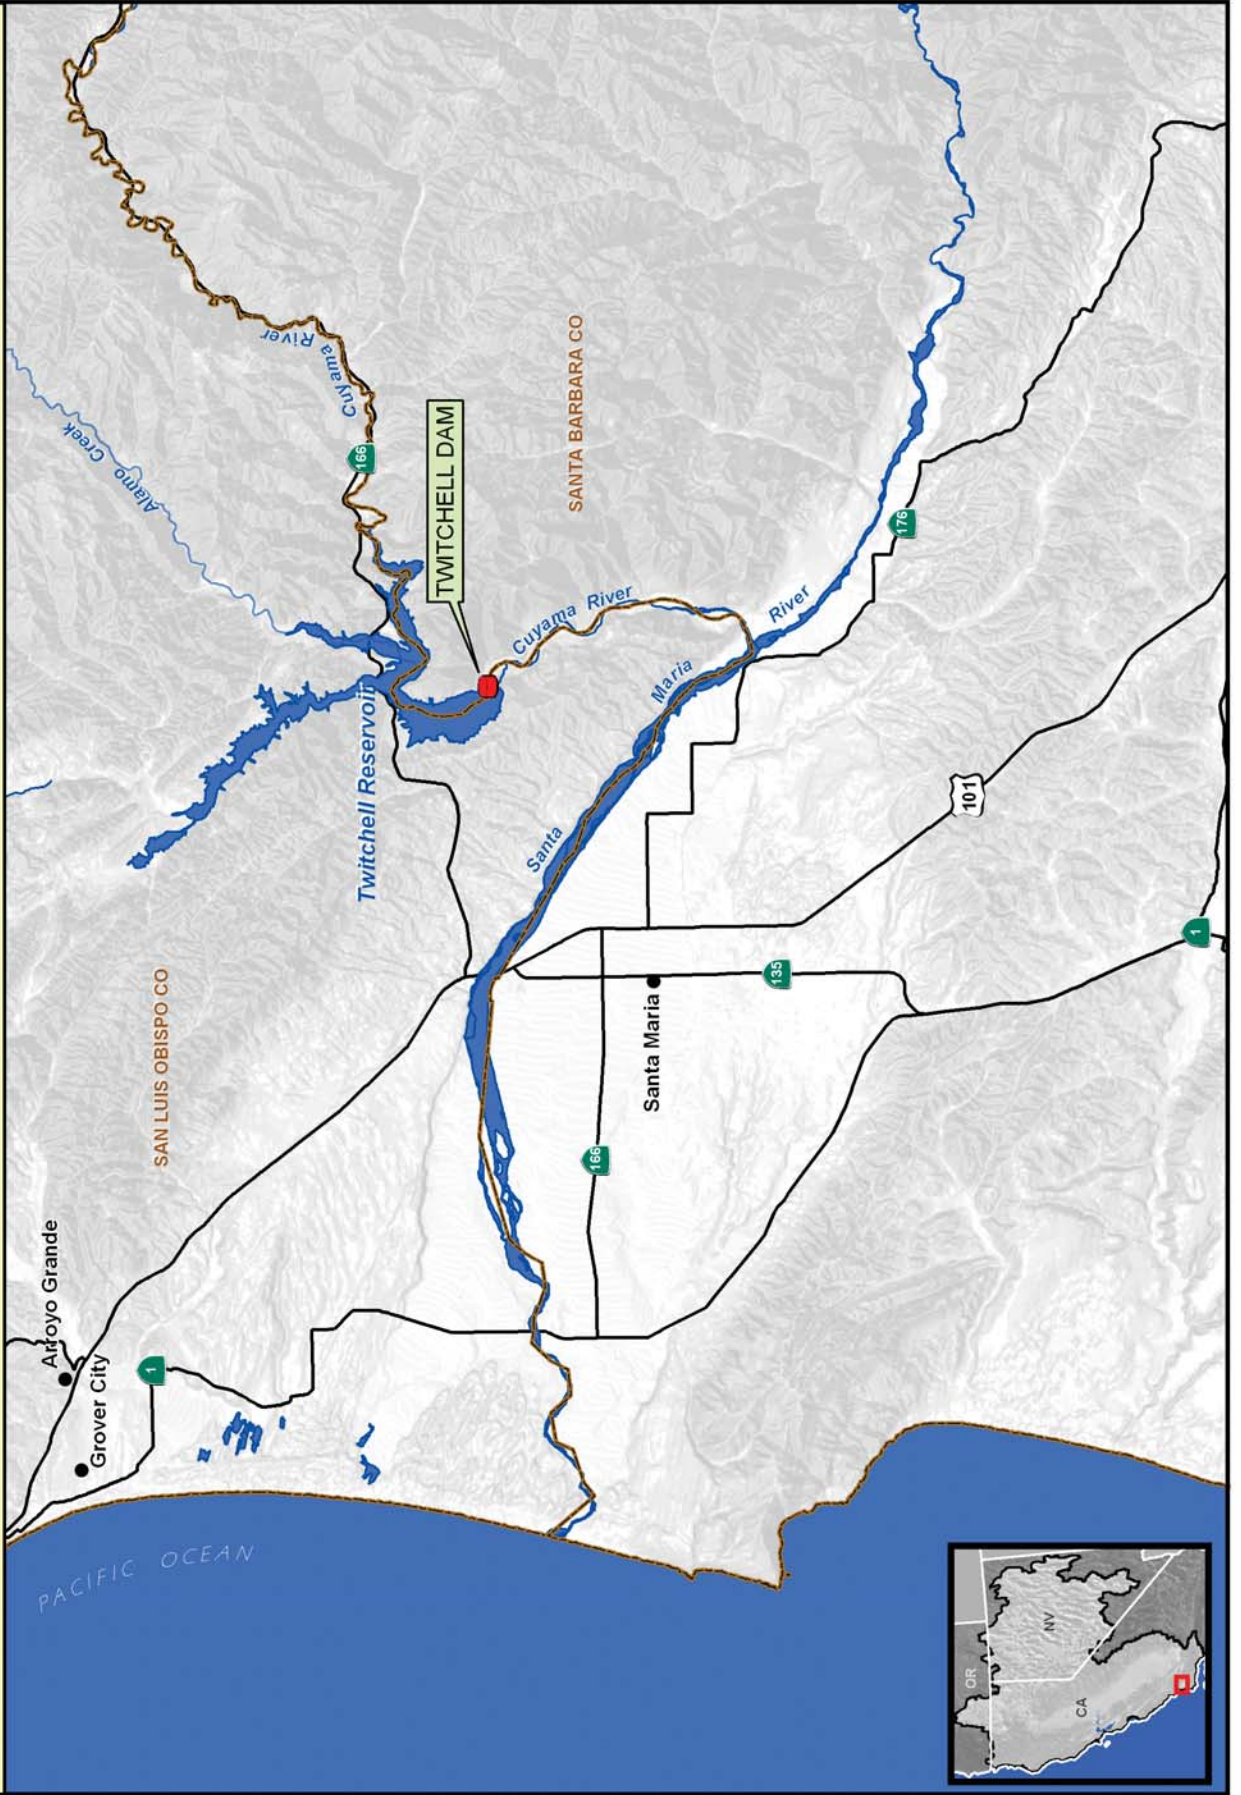 PACIFIC OCEAN
Arroyo Grande
Grover City
1
SAN LUIS OBISPO CO
Alamo Creek
Cuyama River
166
Twitchell Reservoir
TWITCHELL DAM
Cuyama River
SANTA BARBARA CO
Santa Maria River
166
Santa Maria
135
101
176
1
OR
NV
CA